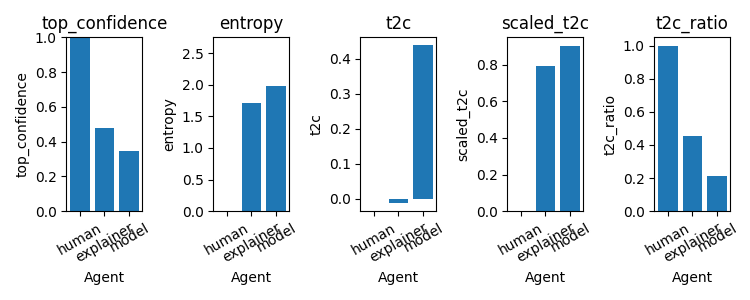 top_confidence
entropy
t2c
scaled_t2c
t2c_ratio
top_confidence
1.0
0.8
0.6
0.4
0.2
0.0
human
explainer
model
Agent
entropy
2.5
2.0
1.5
1.0
0.5
0.0
human
explainer
model
Agent
t2c
0.4
0.3
0.2
0.1
0.0
human
explainer
model
Agent
scaled_t2c
0.8
0.6
0.4
0.2
0.0
human
explainer
model
Agent
t2c_ratio
1.0
0.8
0.6
0.4
0.2
0.0
human
explainer
model
Agent